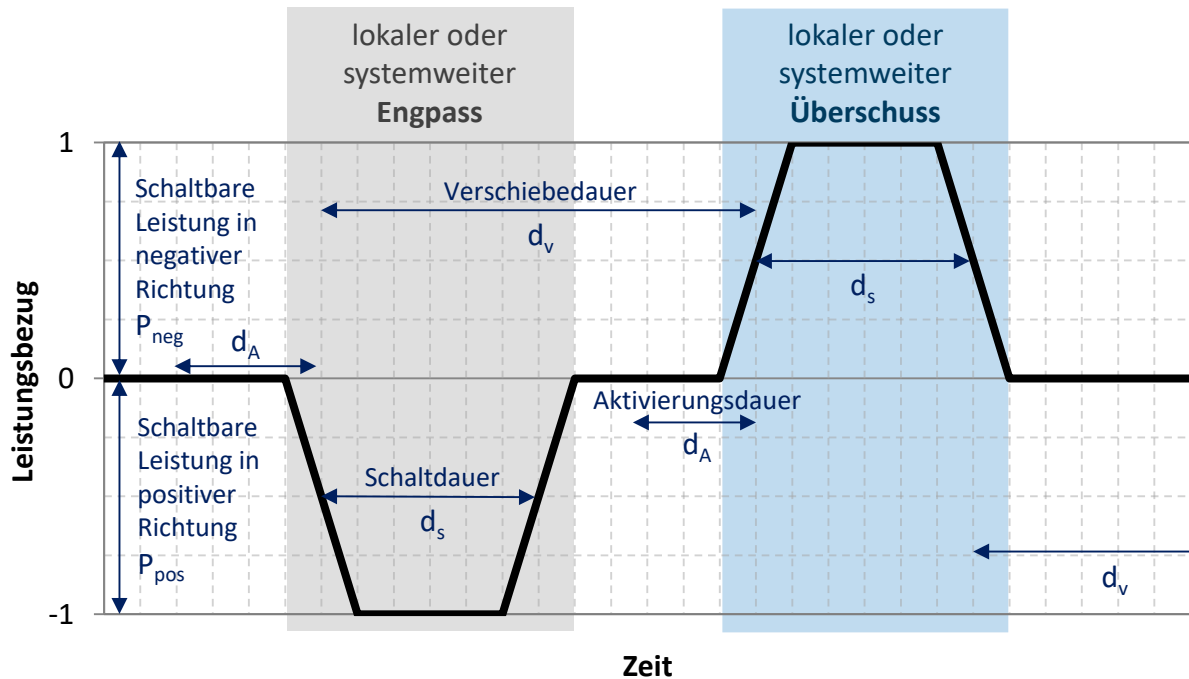 lokaler oder
systemweiter
Engpass
lokaler oder
systemweiter
Überschuss
1
Schaltbare
Leistung in
negativer
Richtung
Pneg
Verschiebedauer
dv
ds
dA
0
Leistungsbezug
Schaltbare
Leistung in
positiver
Richtung
Ppos
Aktivierungsdauer
dA
Schaltdauer
ds
dv
-1
Zeit